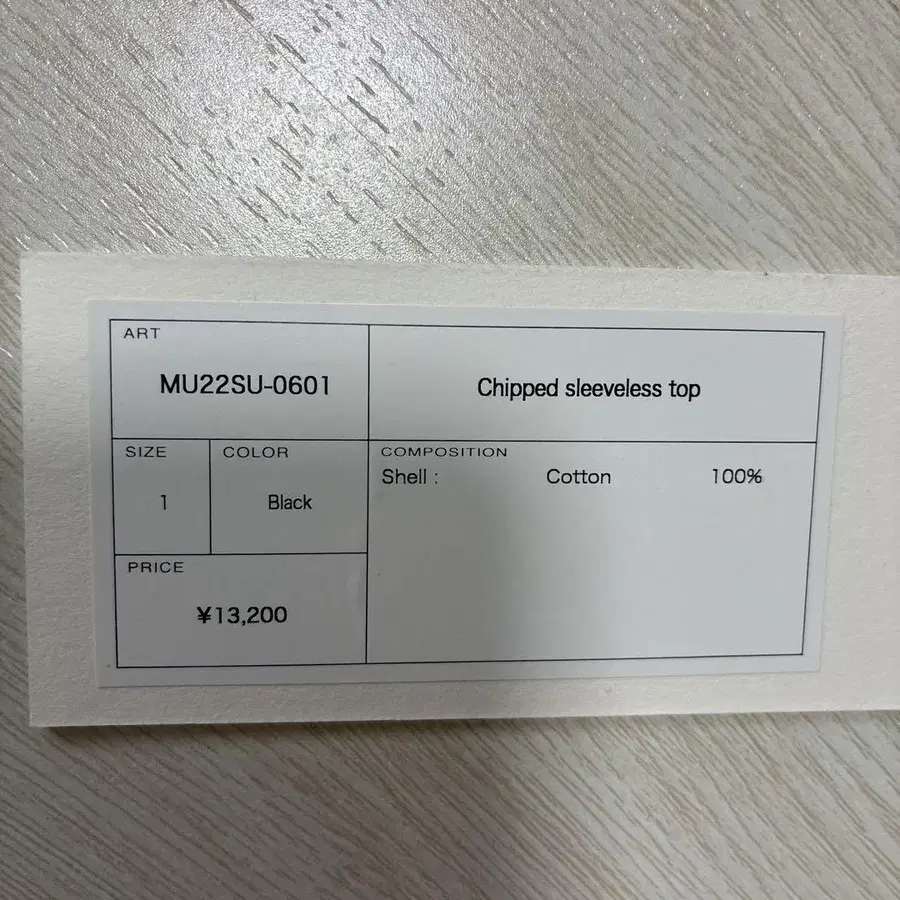 ART
MU22SU-0601
Chipped sleeveless top
SIZE
1
COLOR
Black
COMPOSITION
Shell : Cotton 100%
PRICE
¥13,200